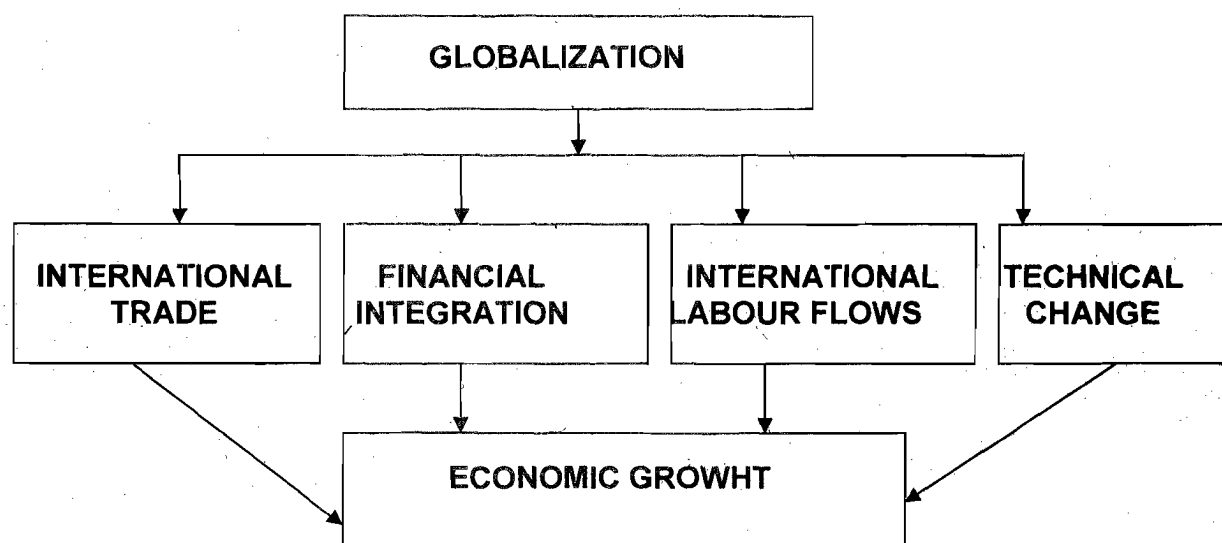 GLOBALIZATION
INTERNATIONAL
TRADE
FINANCIAL
INTEGRATION
INTERNATIONAL
LABOUR FLOWS
TECHNICAL
CHANGE
ECONOMIC GROWHT